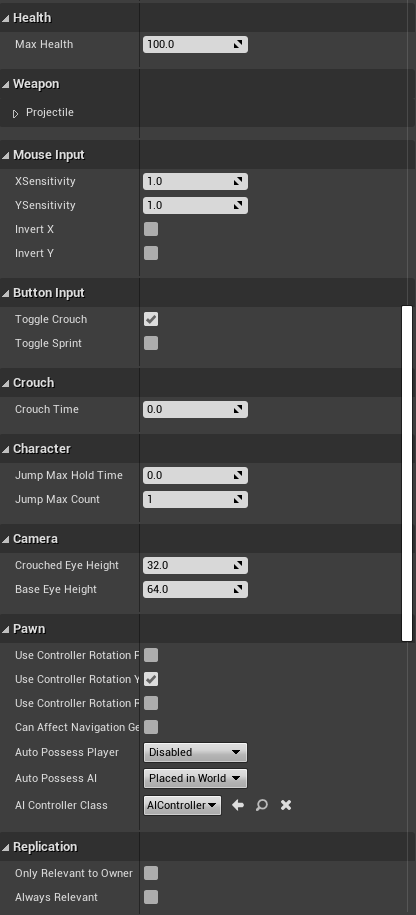 Health
Max Health 100.0
Weapon
Projectile
Mouse Input
XSensitivity 1.0
YSensitivity 1.0
Invert X
Invert Y
Button Input
Toggle Crouch
Toggle Sprint
Crouch
Crouch Time 0.0
Character
Jump Max Hold Time 0.0
Jump Max Count 1
Camera
Crouched Eye Height 32.0
Base Eye Height 64.0
Pawn
Use Controller Rotation P
Use Controller Rotation Y
Use Controller Rotation R
Can Affect Navigation Ge
Auto Possess Player Disabled
Auto Possess AI Placed in World
AI Controller Class AIController
Replication
Only Relevant to Owner
Always Relevant